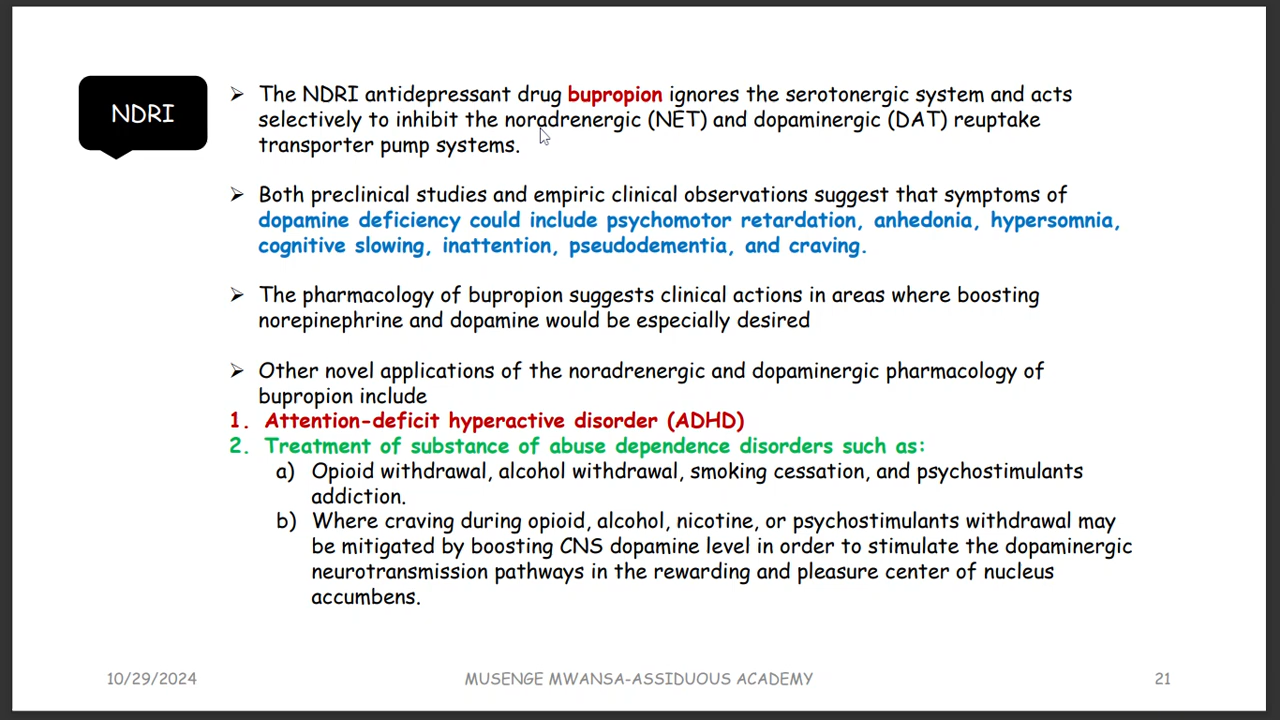 NDRI
➢ The NDRI antidepressant drug bupropion ignores the serotonergic system and acts
selectively to inhibit the noradrenergic (NET) and dopaminergic (DAT) reuptake
transporter pump systems.
➢ Both preclinical studies and empiric clinical observations suggest that symptoms of
dopamine deficiency could include psychomotor retardation, anhedonia, hypersomnia,
cognitive slowing, inattention, pseudodementia, and craving.
➢ The pharmacology of bupropion suggests clinical actions in areas where boosting
norepinephrine and dopamine would be especially desired
➢ Other novel applications of the noradrenergic and dopaminergic pharmacology of
bupropion include
1. Attention-deficit hyperactive disorder (ADHD)
2. Treatment of substance of abuse dependence disorders such as:
a) Opioid withdrawal, alcohol withdrawal, smoking cessation, and psychostimulants
addiction.
b) Where craving during opioid, alcohol, nicotine, or psychostimulants withdrawal may
be mitigated by boosting CNS dopamine level in order to stimulate the dopaminergic
neurotransmission pathways in the rewarding and pleasure center of nucleus
accumbens.
10/29/2024 MUSENGE MWANSA-ASSIDUOUS ACADEMY 21